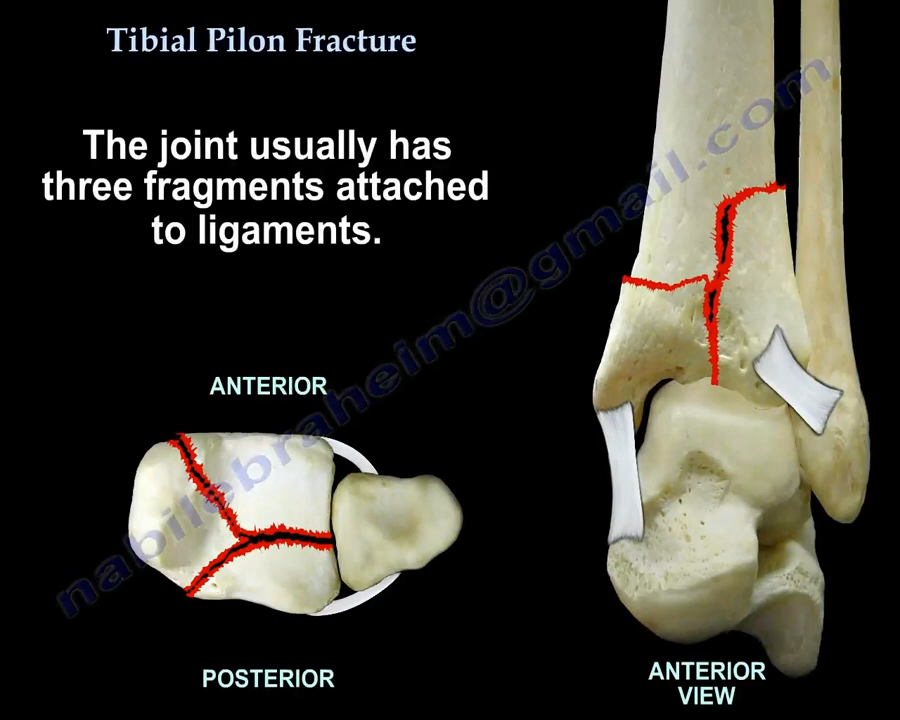 Tibial Pilon Fracture
The joint usually has
three fragments attached
to ligaments.
ANTERIOR
POSTERIOR
ANTERIOR
VIEW
nabilebraheim@gmail.com